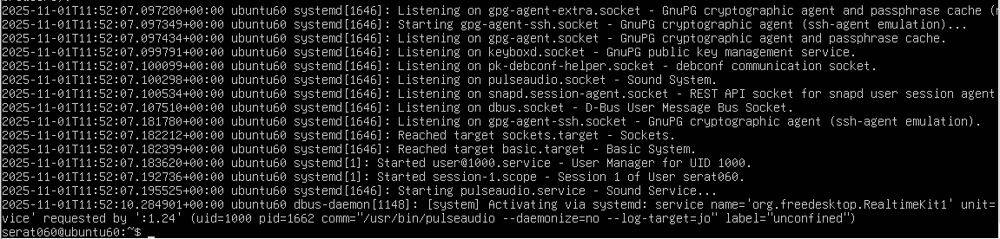 2025-11-01T11:52:07.097280+00:00 ubuntu60 systemd[1646]: Listening on gpg-agent-extra.socket - GnuPG cryptographic agent and passphrase cache (r
2025-11-01T11:52:07.097349+00:00 ubuntu60 systemd[1646]: Starting gpg-agent-ssh.socket - GnuPG cryptographic agent (ssh-agent emulation)...
2025-11-01T11:52:07.097434+00:00 ubuntu60 systemd[1646]: Listening on gpg-agent.socket - GnuPG cryptographic agent and passphrase cache.
2025-11-01T11:52:07.099791+00:00 ubuntu60 systemd[1646]: Listening on keyboxd.socket - GnuPG public key management service.
2025-11-01T11:52:07.100099+00:00 ubuntu60 systemd[1646]: Listening on pk-debconf-helper.socket - debconf communication socket.
2025-11-01T11:52:07.100298+00:00 ubuntu60 systemd[1646]: Listening on pulseaudio.socket - Sound System.
2025-11-01T11:52:07.100534+00:00 ubuntu60 systemd[1646]: Listening on snapd.session-agent.socket - REST API socket for snapd user session agent
2025-11-01T11:52:07.107510+00:00 ubuntu60 systemd[1646]: Listening on dbus.socket - D-Bus User Message Bus Socket.
2025-11-01T11:52:07.181780+00:00 ubuntu60 systemd[1646]: Listening on gpg-agent-ssh.socket - GnuPG cryptographic agent (ssh-agent emulation).
2025-11-01T11:52:07.182212+00:00 ubuntu60 systemd[1646]: Reached target sockets.target - Sockets.
2025-11-01T11:52:07.182399+00:00 ubuntu60 systemd[1646]: Reached target basic.target - Basic System.
2025-11-01T11:52:07.183620+00:00 ubuntu60 systemd[1]: Started user@1000.service - User Manager for UID 1000.
2025-11-01T11:52:07.192736+00:00 ubuntu60 systemd[1]: Started session-1.scope - Session 1 of User serat060.
2025-11-01T11:52:07.195525+00:00 ubuntu60 systemd[1646]: Starting pulseaudio.service - Sound Service...
2025-11-01T11:52:10.284901+00:00 ubuntu60 dbus-daemon[1148]: [system] Activating via systemd: service name='org.freedesktop.RealtimeKit1' unit=
vice' requested by ':1.24' (uid=1000 pid=1662 comm="/usr/bin/pulseaudio --daemonize=no --log-target=jo" label="unconfined")
serat060@ubuntu60:~$ _